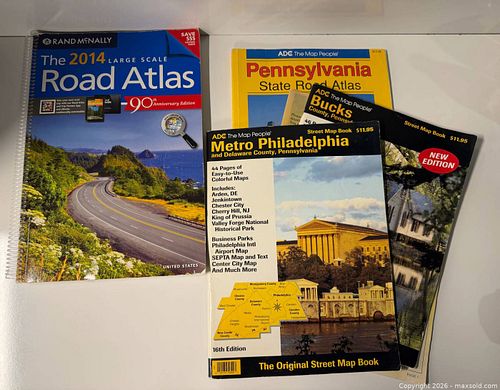 RAND McNALLY
SAVE
55$
The 2014 LARGE SCALE
Road Atlas
90th Anniversary Edition
UNITED STATES
ADC The Map People
Pennsylvania
State Road Atlas
ADC The Map People
Bucks
County, Pennsylvania
Street Map Book $11.95
NEW
EDITION
ADC The Map People
Street Map Book $11.95
Metro Philadelphia
and Delaware County, Pennsylvania
44 Pages of
Easy-to-Use
Colorful Maps
Includes:
Arden, DE
Jenkintown
Chester City
Cherry Hill, NJ
King of Prussia
Valley Forge National
Historical Park
Business Parks
Philadelphia Intl
Airport Map
SEPTA Map and Text
Center City Map
And Much More
16th Edition
The Original Street Map Book
Copyright 2026 - maxsold.com